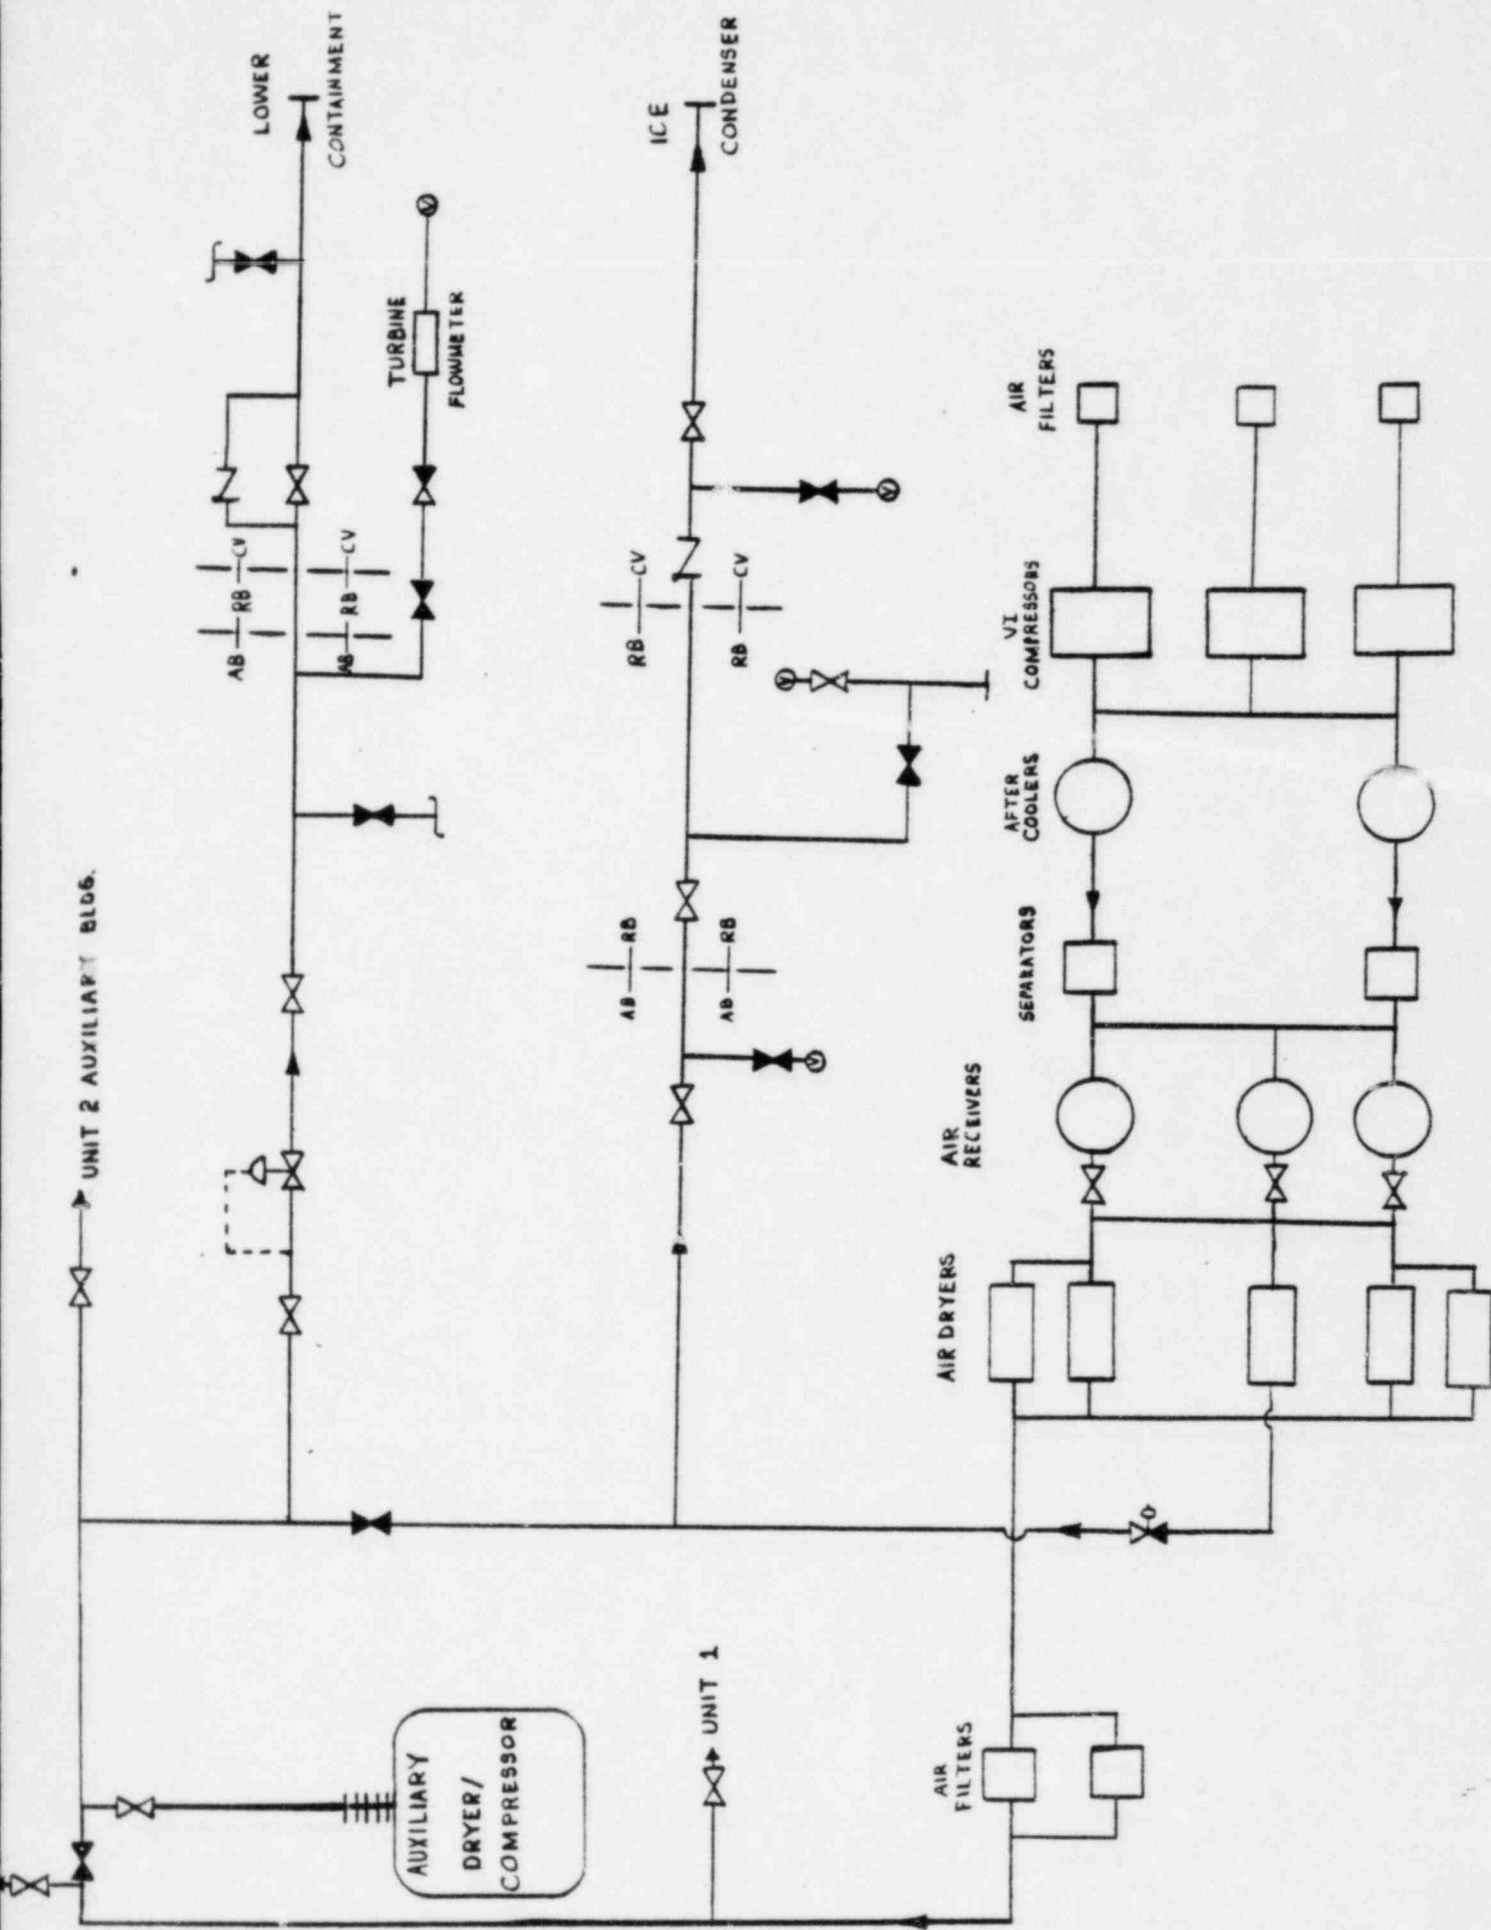 LOWER
CONTAINMENT
ICE
CONDENSER
TURBINE
FLOWMETER
AB — RB — CV
AB — RB — CV
RB — CV
RB — CV
AB — RB
AB — RB
V
V
V
V
UNIT 2 AUXILIARY BLDG.
AIR
FILTERS
VI
COMPRESSORS
AFTER
COOLERS
SEPARATORS
AIR
RECEIVERS
AIR DRYERS
AUXILIARY
DRYER/
COMPRESSOR
UNIT 1
AIR
FILTERS